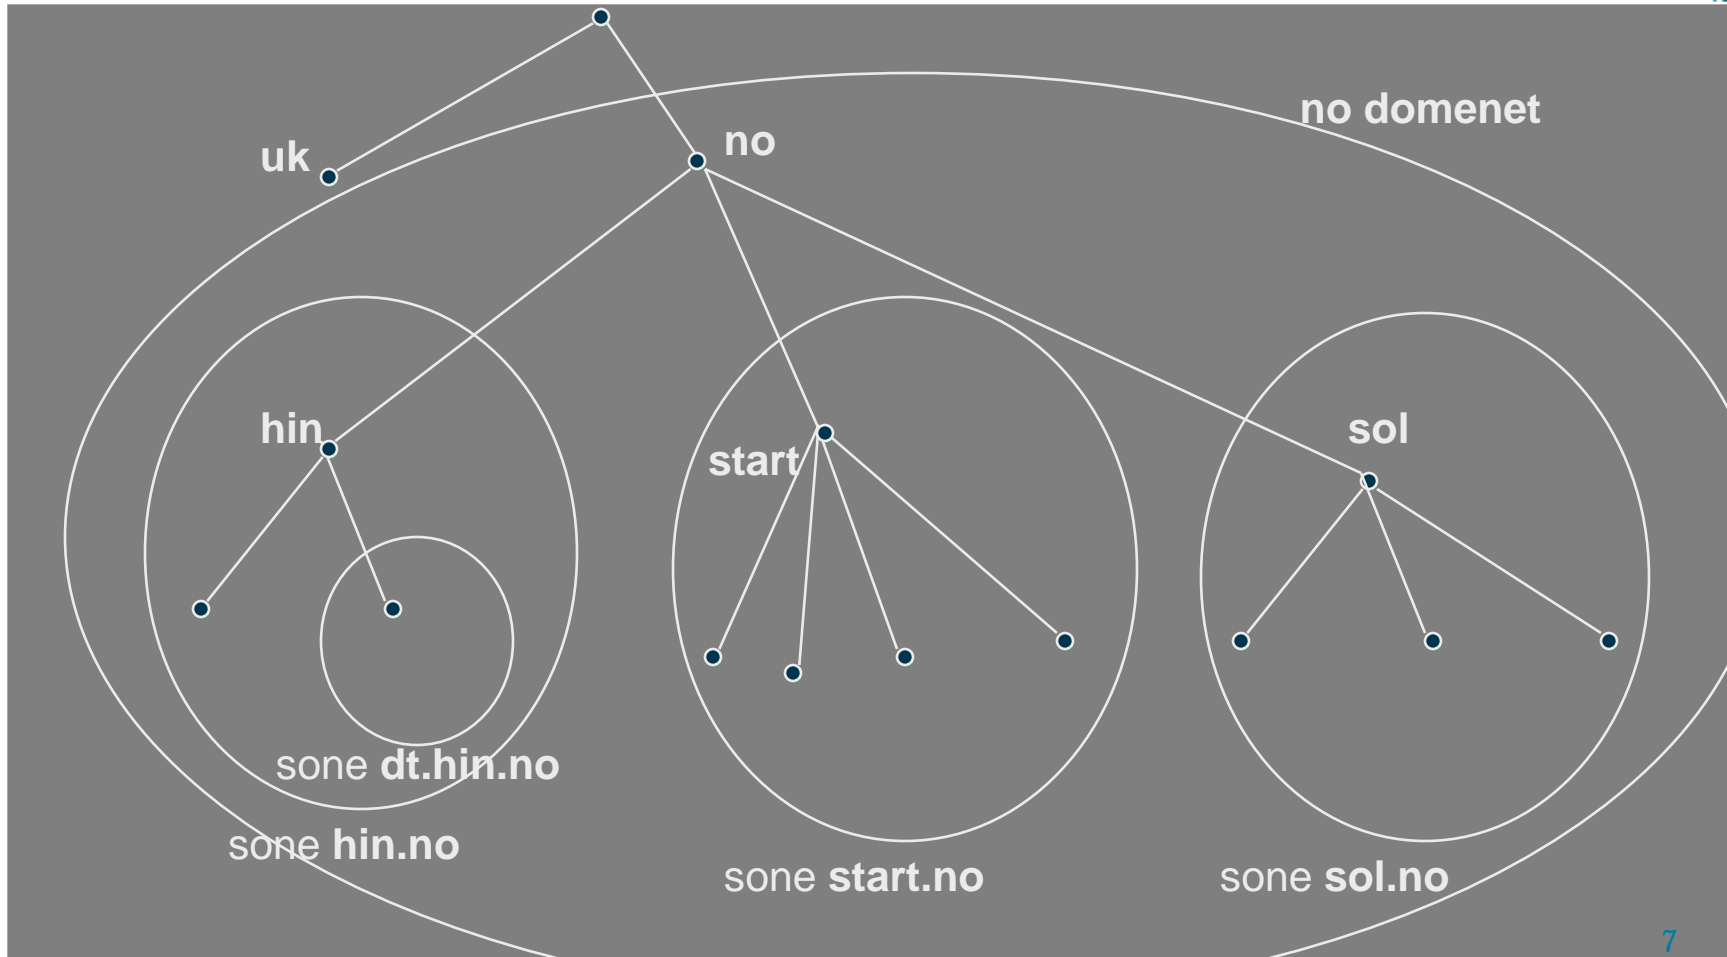 no domenet
no
uk
hin
sol
start
sone dt.hin.no
sone hin.no
sone start.no
sone sol.no
7